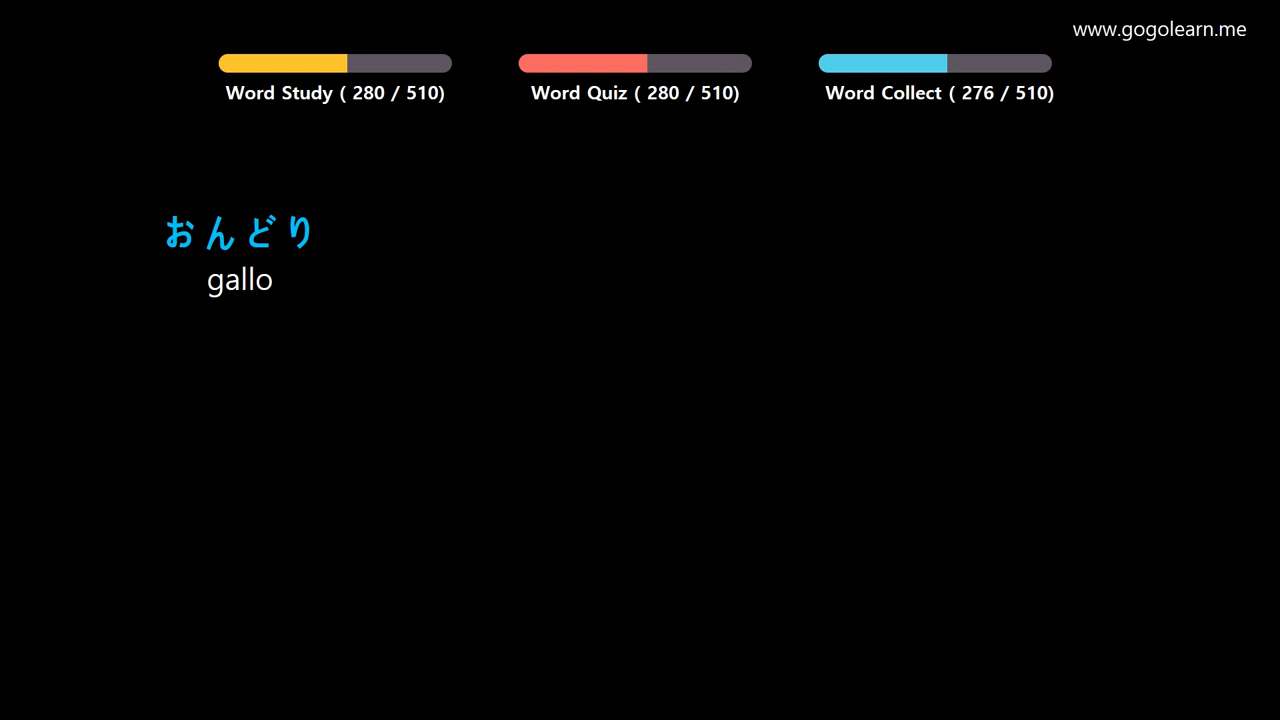 www.gogolearn.me
Word Study ( 280 / 510)
Word Quiz ( 280 / 510)
Word Collect ( 276 / 510)
おんどり
gallo